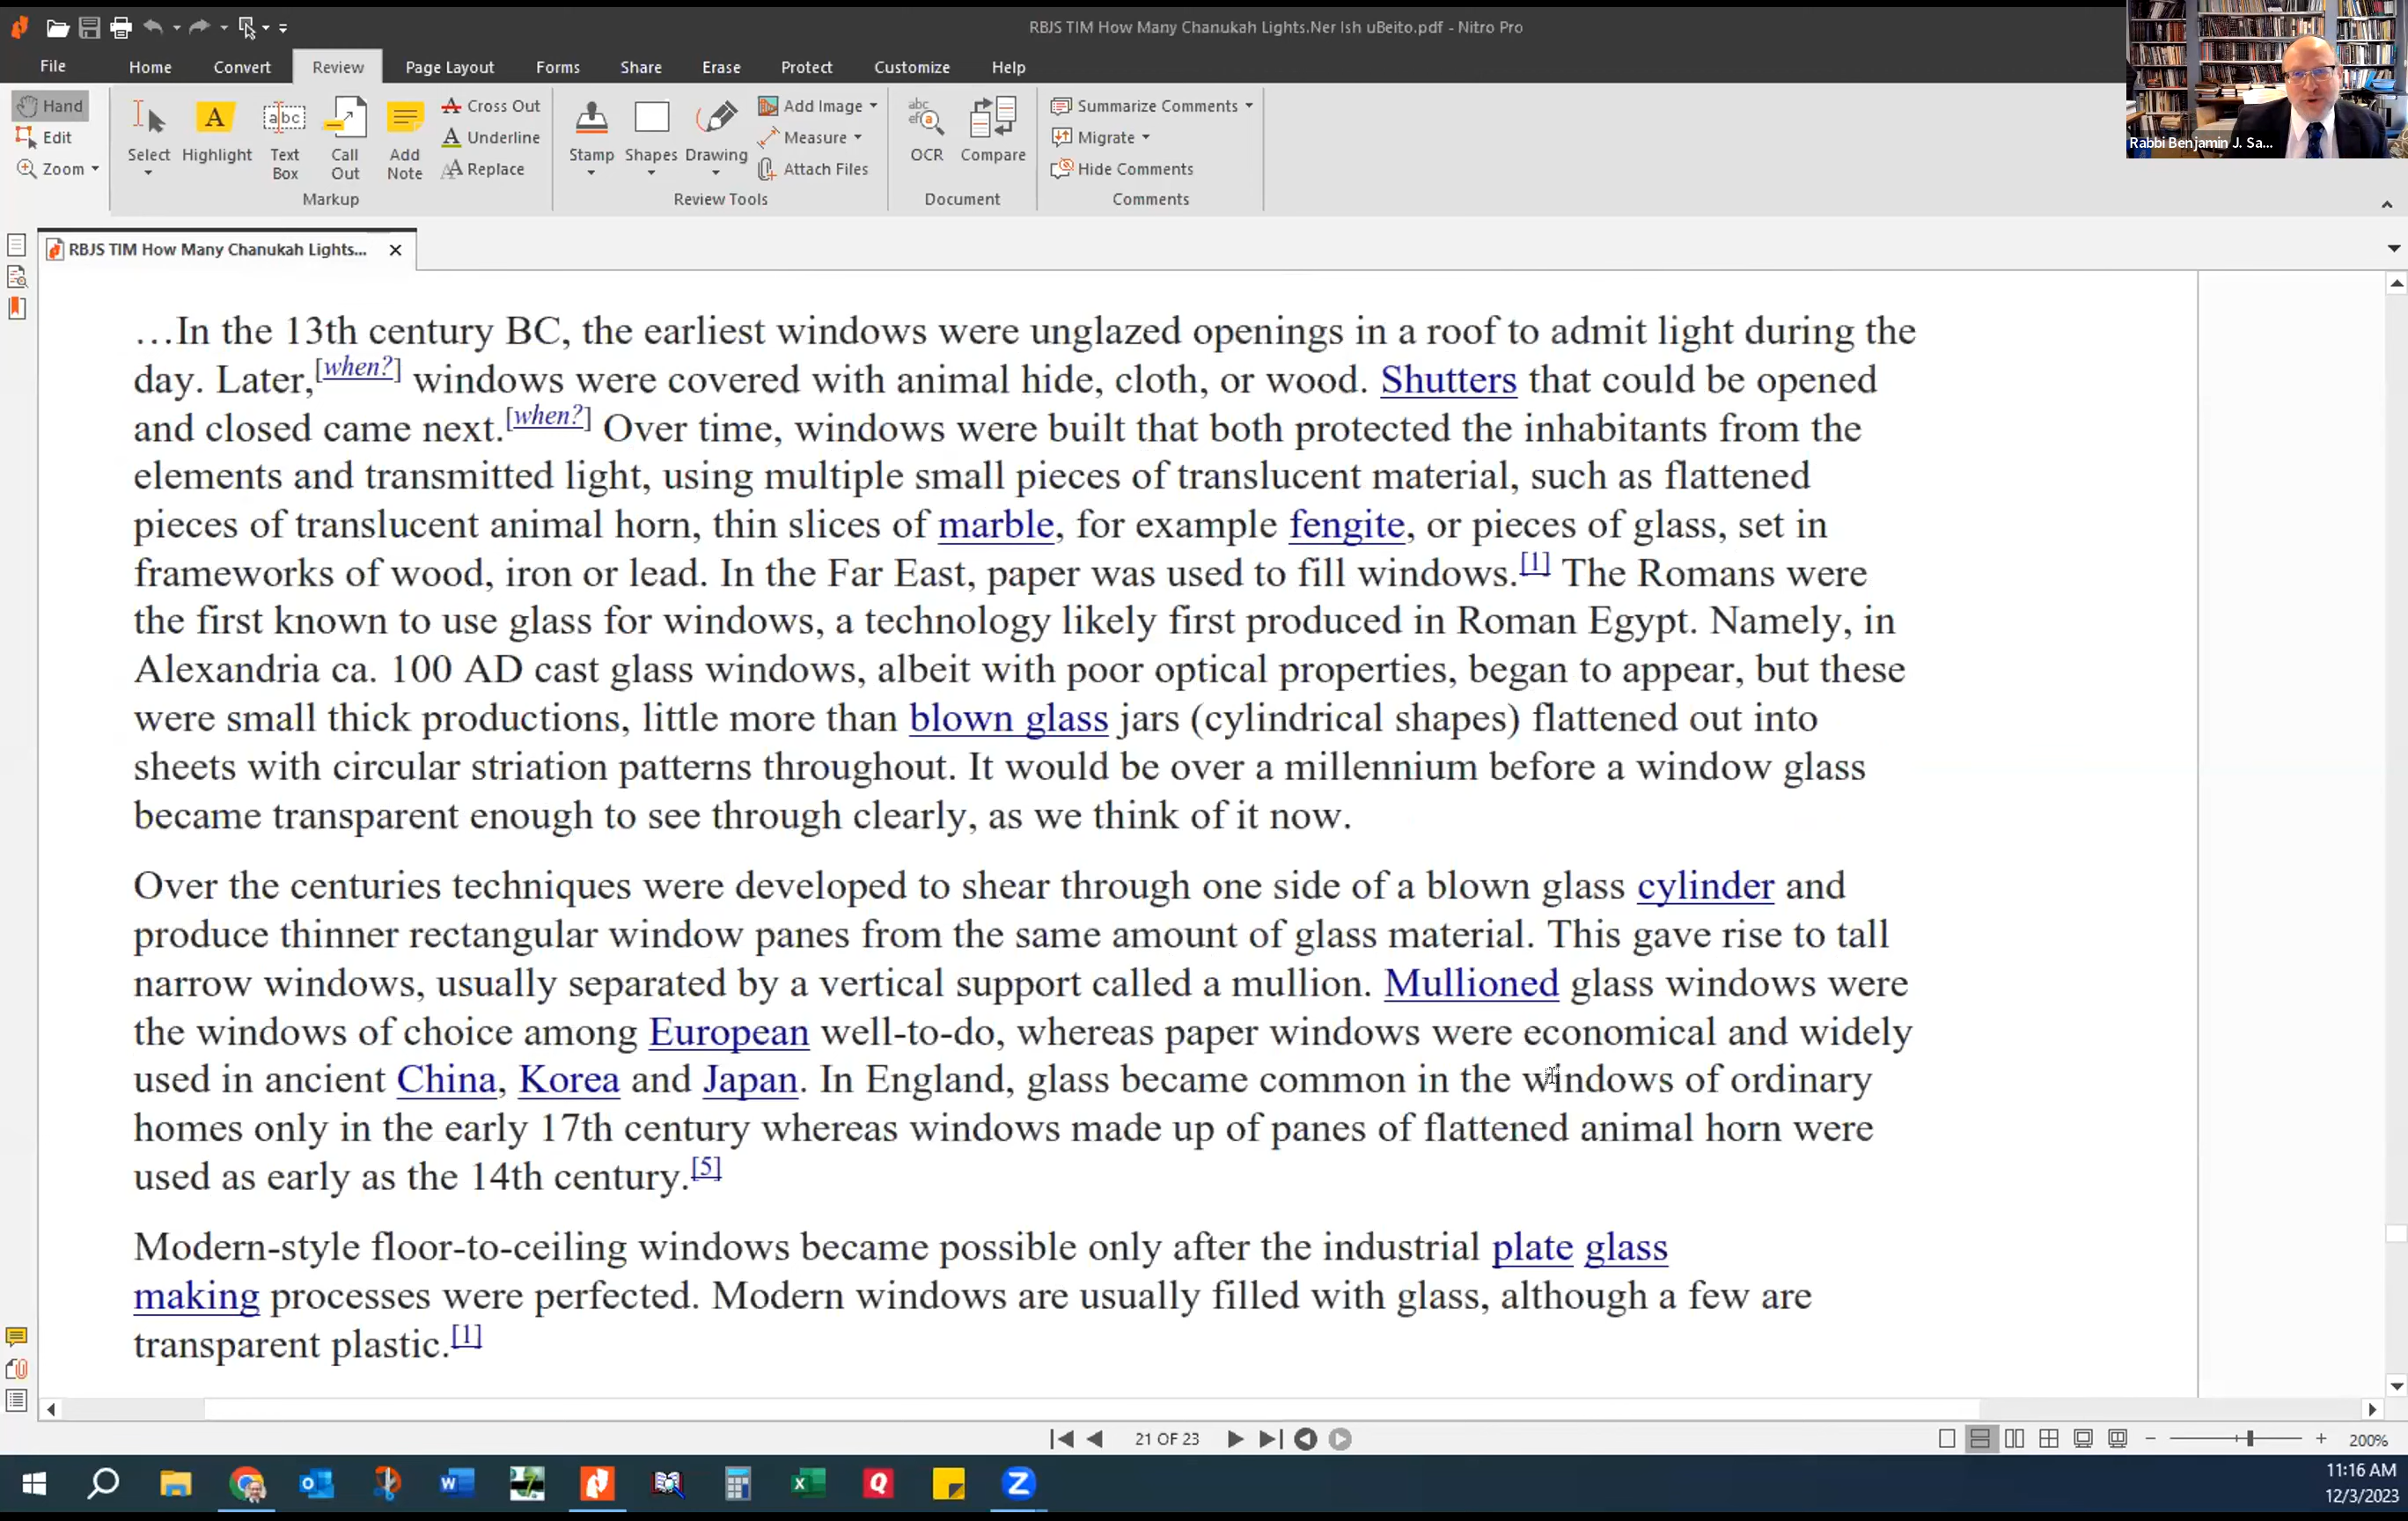 RBJS TIM How Many Chanukah Lights.Ner Ish uBeito.pdf - Nitro Pro
File Home Convert Review Page Layout Forms Share Erase Protect Customize Help
Hand
Edit
Zoom
Select Highlight Text Box Call Out Add Note
Cross Out
Underline
Replace
Markup
Stamp Shapes Drawing
Add Image
Measure
Attach Files
Review Tools
OCR Compare
Document
Summarize Comments
Migrate
Hide Comments
Comments
Rabbi Benjamin J. Sa...
RBJS TIM How Many Chanukah Lights...
…In the 13th century BC, the earliest windows were unglazed openings in a roof to admit light during the
day. Later,[when?] windows were covered with animal hide, cloth, or wood. Shutters that could be opened
and closed came next.[when?] Over time, windows were built that both protected the inhabitants from the
elements and transmitted light, using multiple small pieces of translucent material, such as flattened
pieces of translucent animal horn, thin slices of marble, for example fengite, or pieces of glass, set in
frameworks of wood, iron or lead. In the Far East, paper was used to fill windows.[1] The Romans were
the first known to use glass for windows, a technology likely first produced in Roman Egypt. Namely, in
Alexandria ca. 100 AD cast glass windows, albeit with poor optical properties, began to appear, but these
were small thick productions, little more than blown glass jars (cylindrical shapes) flattened out into
sheets with circular striation patterns throughout. It would be over a millennium before a window glass
became transparent enough to see through clearly, as we think of it now.
Over the centuries techniques were developed to shear through one side of a blown glass cylinder and
produce thinner rectangular window panes from the same amount of glass material. This gave rise to tall
narrow windows, usually separated by a vertical support called a mullion. Mullioned glass windows were
the windows of choice among European well-to-do, whereas paper windows were economical and widely
used in ancient China, Korea and Japan. In England, glass became common in the windows of ordinary
homes only in the early 17th century whereas windows made up of panes of flattened animal horn were
used as early as the 14th century.[5]
Modern-style floor-to-ceiling windows became possible only after the industrial plate glass
making processes were perfected. Modern windows are usually filled with glass, although a few are
transparent plastic.[1]
21 OF 23
200%
11:16 AM
12/3/2023